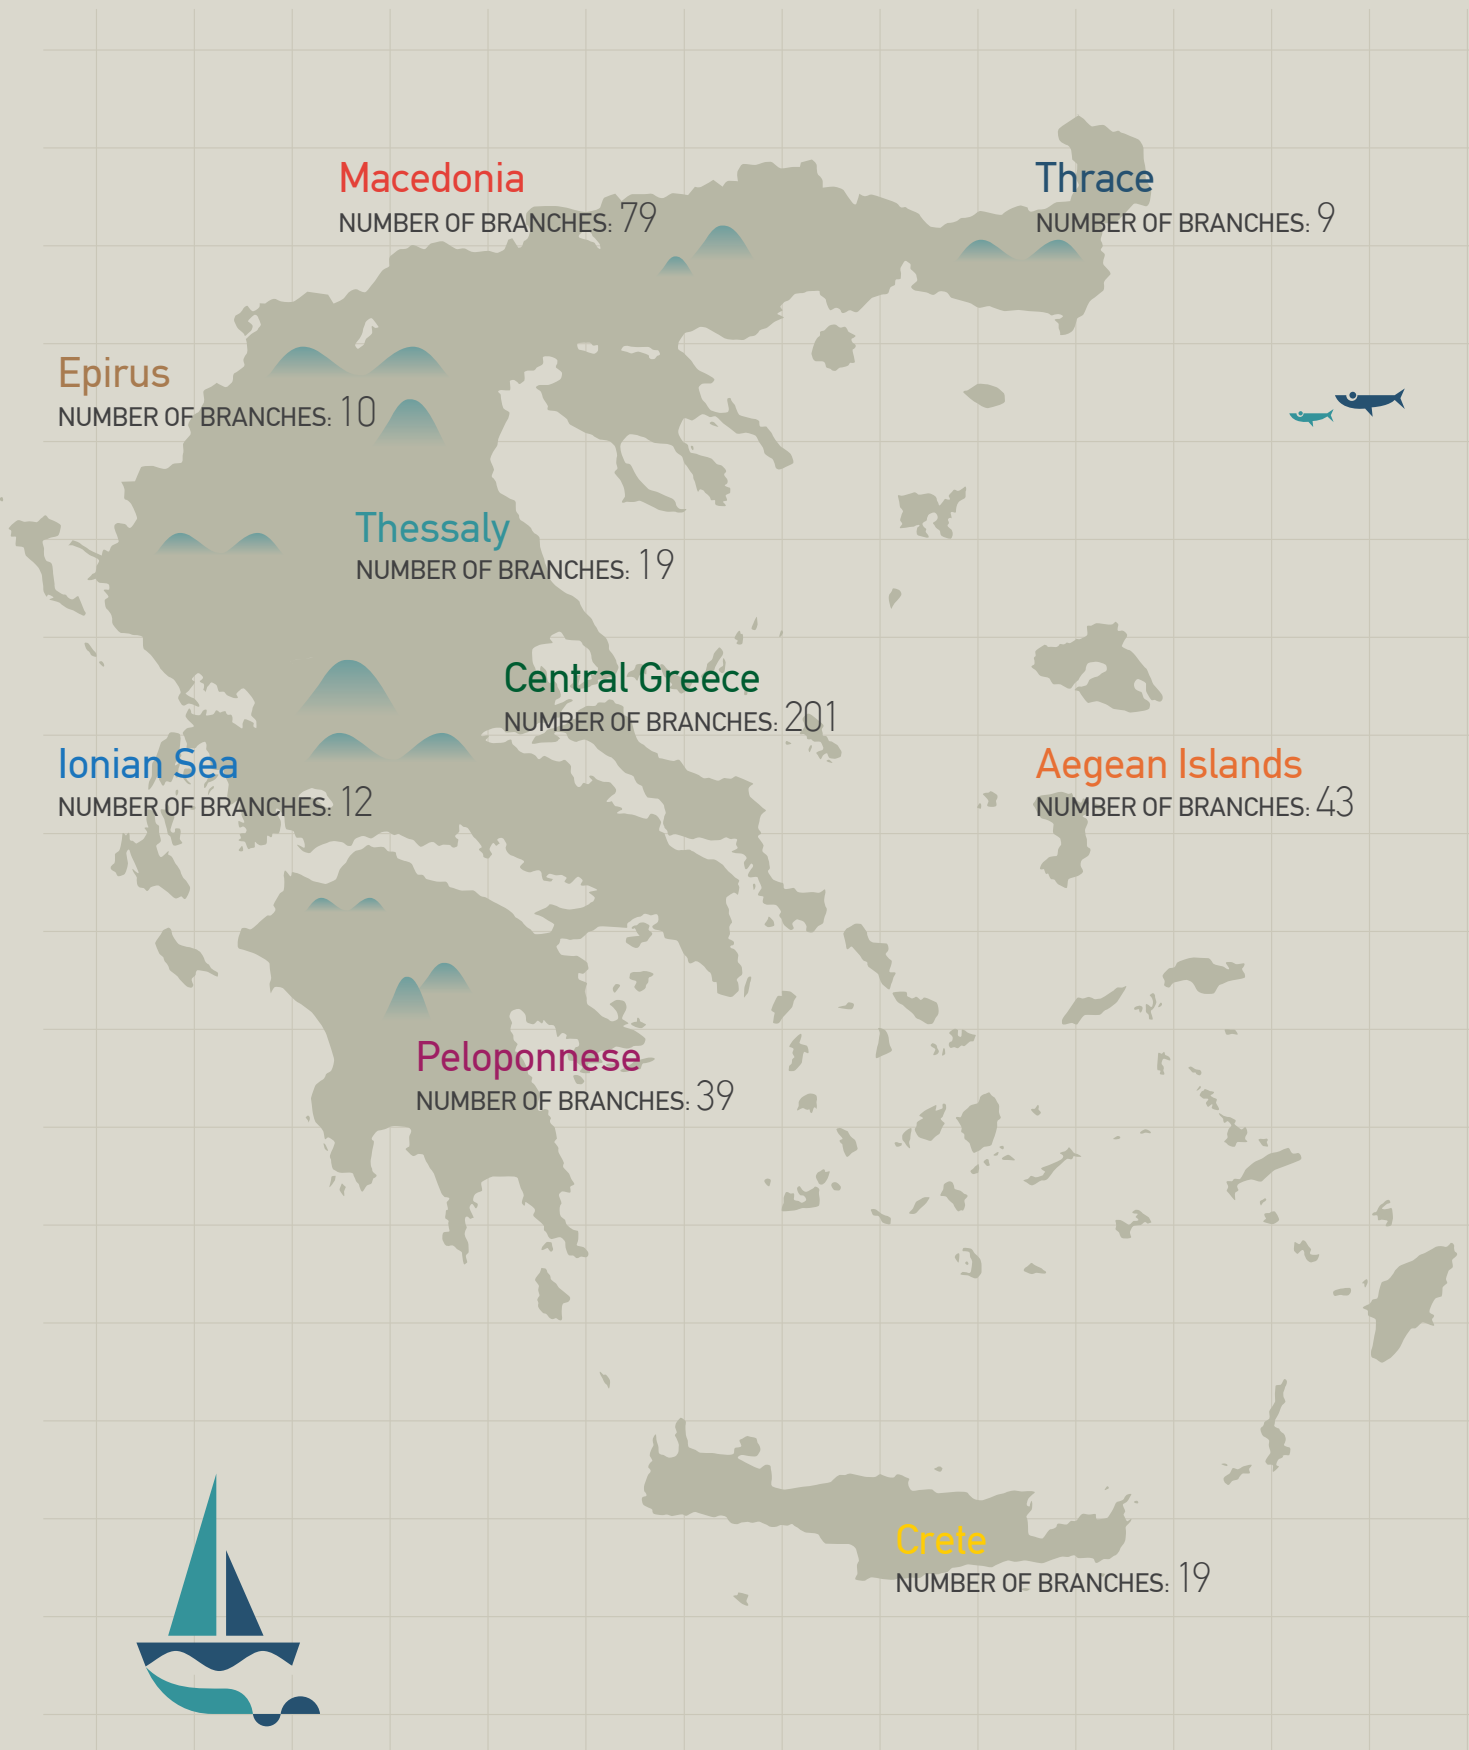 Macedonia
NUMBER OF BRANCHES: 79
Thrace
NUMBER OF BRANCHES: 9
Epirus
NUMBER OF BRANCHES: 10
Thessaly
NUMBER OF BRANCHES: 19
Central Greece
NUMBER OF BRANCHES: 201
Ionian Sea
NUMBER OF BRANCHES: 12
Aegean Islands
NUMBER OF BRANCHES: 43
Peloponnese
NUMBER OF BRANCHES: 39
Crete
NUMBER OF BRANCHES: 19